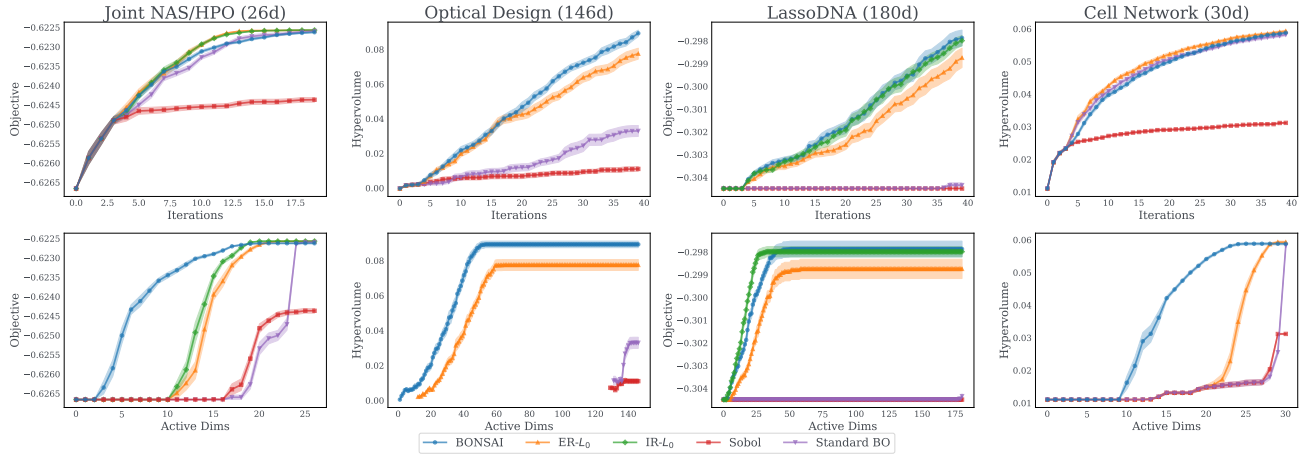 Joint NAS/HPO (26d)
Optical Design (146d)
LassoDNA (180d)
Cell Network (30d)
Objective
−0.6225
−0.6230
−0.6235
−0.6240
−0.6245
−0.6250
−0.6255
−0.6260
−0.6265
0.0 2.5 5.0 7.5 10.0 12.5 15.0 17.5
Iterations
Hypervolume
0.08
0.06
0.04
0.02
0.00
0 5 10 15 20 25 30 35 40
Iterations
Objective
−0.298
−0.299
−0.300
−0.301
−0.302
−0.303
−0.304
0 5 10 15 20 25 30 35 40
Iterations
Hypervolume
0.06
0.05
0.04
0.03
0.02
0.01
0 5 10 15 20 25 30 35 40
Iterations
Objective
−0.6225
−0.6230
−0.6235
−0.6240
−0.6245
−0.6250
−0.6255
−0.6260
−0.6265
0 5 10 15 20 25
Active Dims
Hypervolume
0.08
0.06
0.04
0.02
0.00
0 20 40 60 80 100 120 140
Active Dims
Objective
−0.298
−0.299
−0.300
−0.301
−0.302
−0.303
−0.304
0 25 50 75 100 125 150 175
Active Dims
Hypervolume
0.06
0.05
0.04
0.03
0.02
0.01
0 5 10 15 20 25 30
Active Dims
BONSAI ER-L₀ IR-L₀ Sobol Standard BO